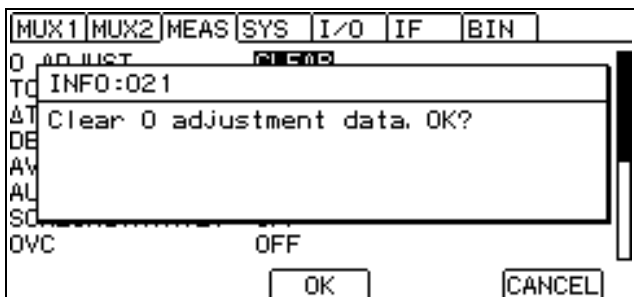 MUX1 MUX2 MEAS SYS I/O IF BIN
0 ADJUST CLEAR
INFO:021
Clear 0 adjustment data. OK?
OVC OFF
OK CANCEL